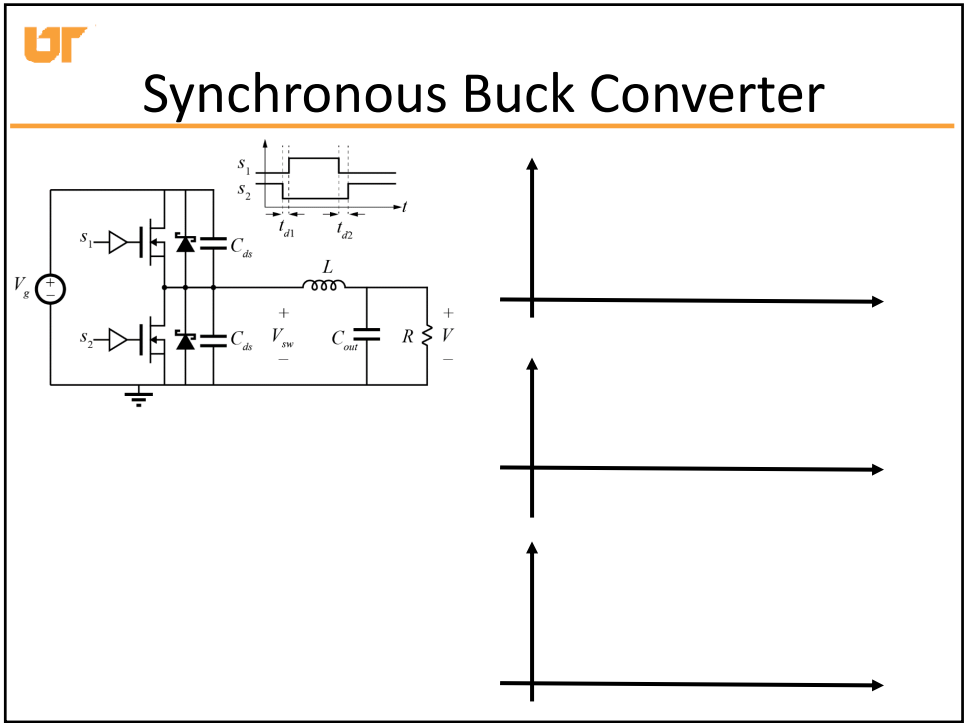 UT
Synchronous Buck Converter
s1
s2
t
td1
td2
s1
Cds
L
Vg
+
−
+
Vsw
−
Cout
R
+
V
−
s2
Cds